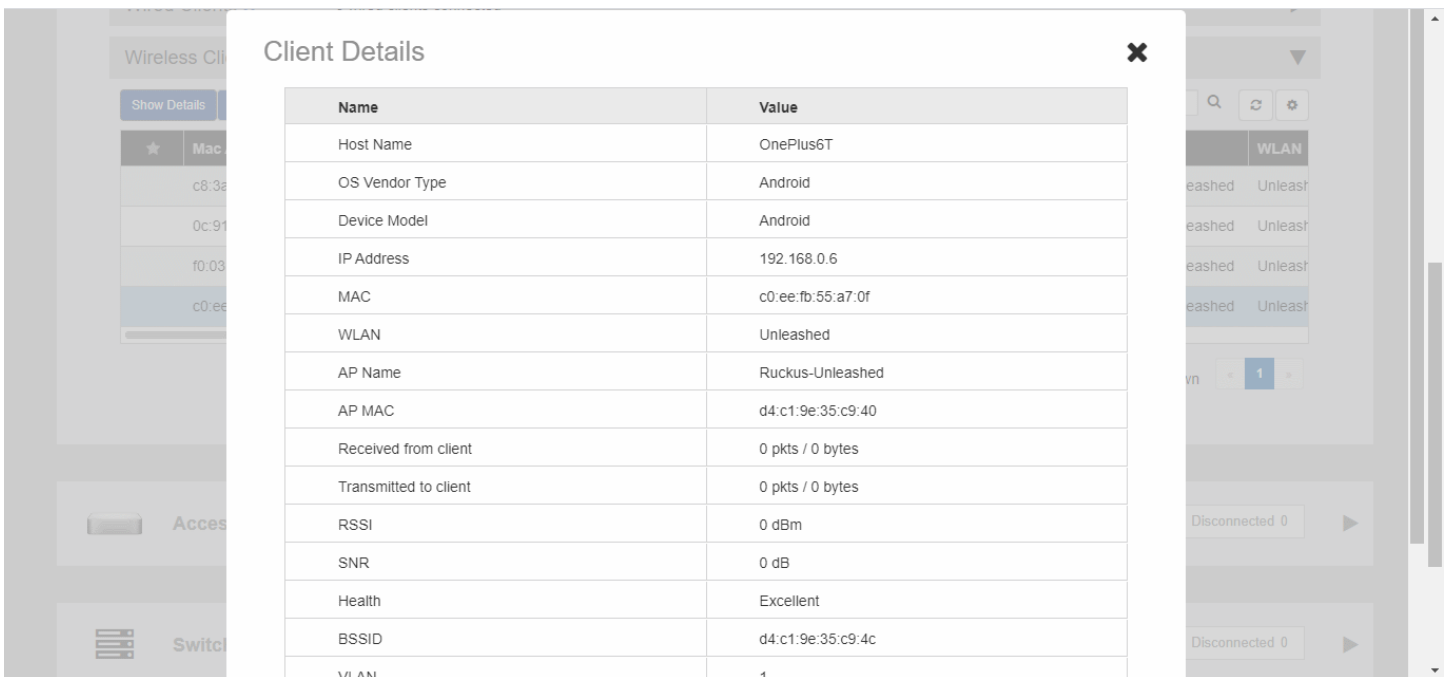 Client Details
Wireless Cli
Show Details
Mac
WLAN
c8:3a
eashed Unleash
0c:91
eashed Unleash
f0:03
eashed Unleash
c0:ee
eashed Unleash
wn
1
Name Value
Host Name OnePlus6T
OS Vendor Type Android
Device Model Android
IP Address 192.168.0.6
MAC c0:ee:fb:55:a7:0f
WLAN Unleashed
AP Name Ruckus-Unleashed
AP MAC d4:c1:9e:35:c9:40
Received from client 0 pkts / 0 bytes
Transmitted to client 0 pkts / 0 bytes
RSSI 0 dBm
SNR 0 dB
Health Excellent
BSSID d4:c1:9e:35:c9:4c
VLAN 1
Acces
Disconnected 0
Switch
Disconnected 0